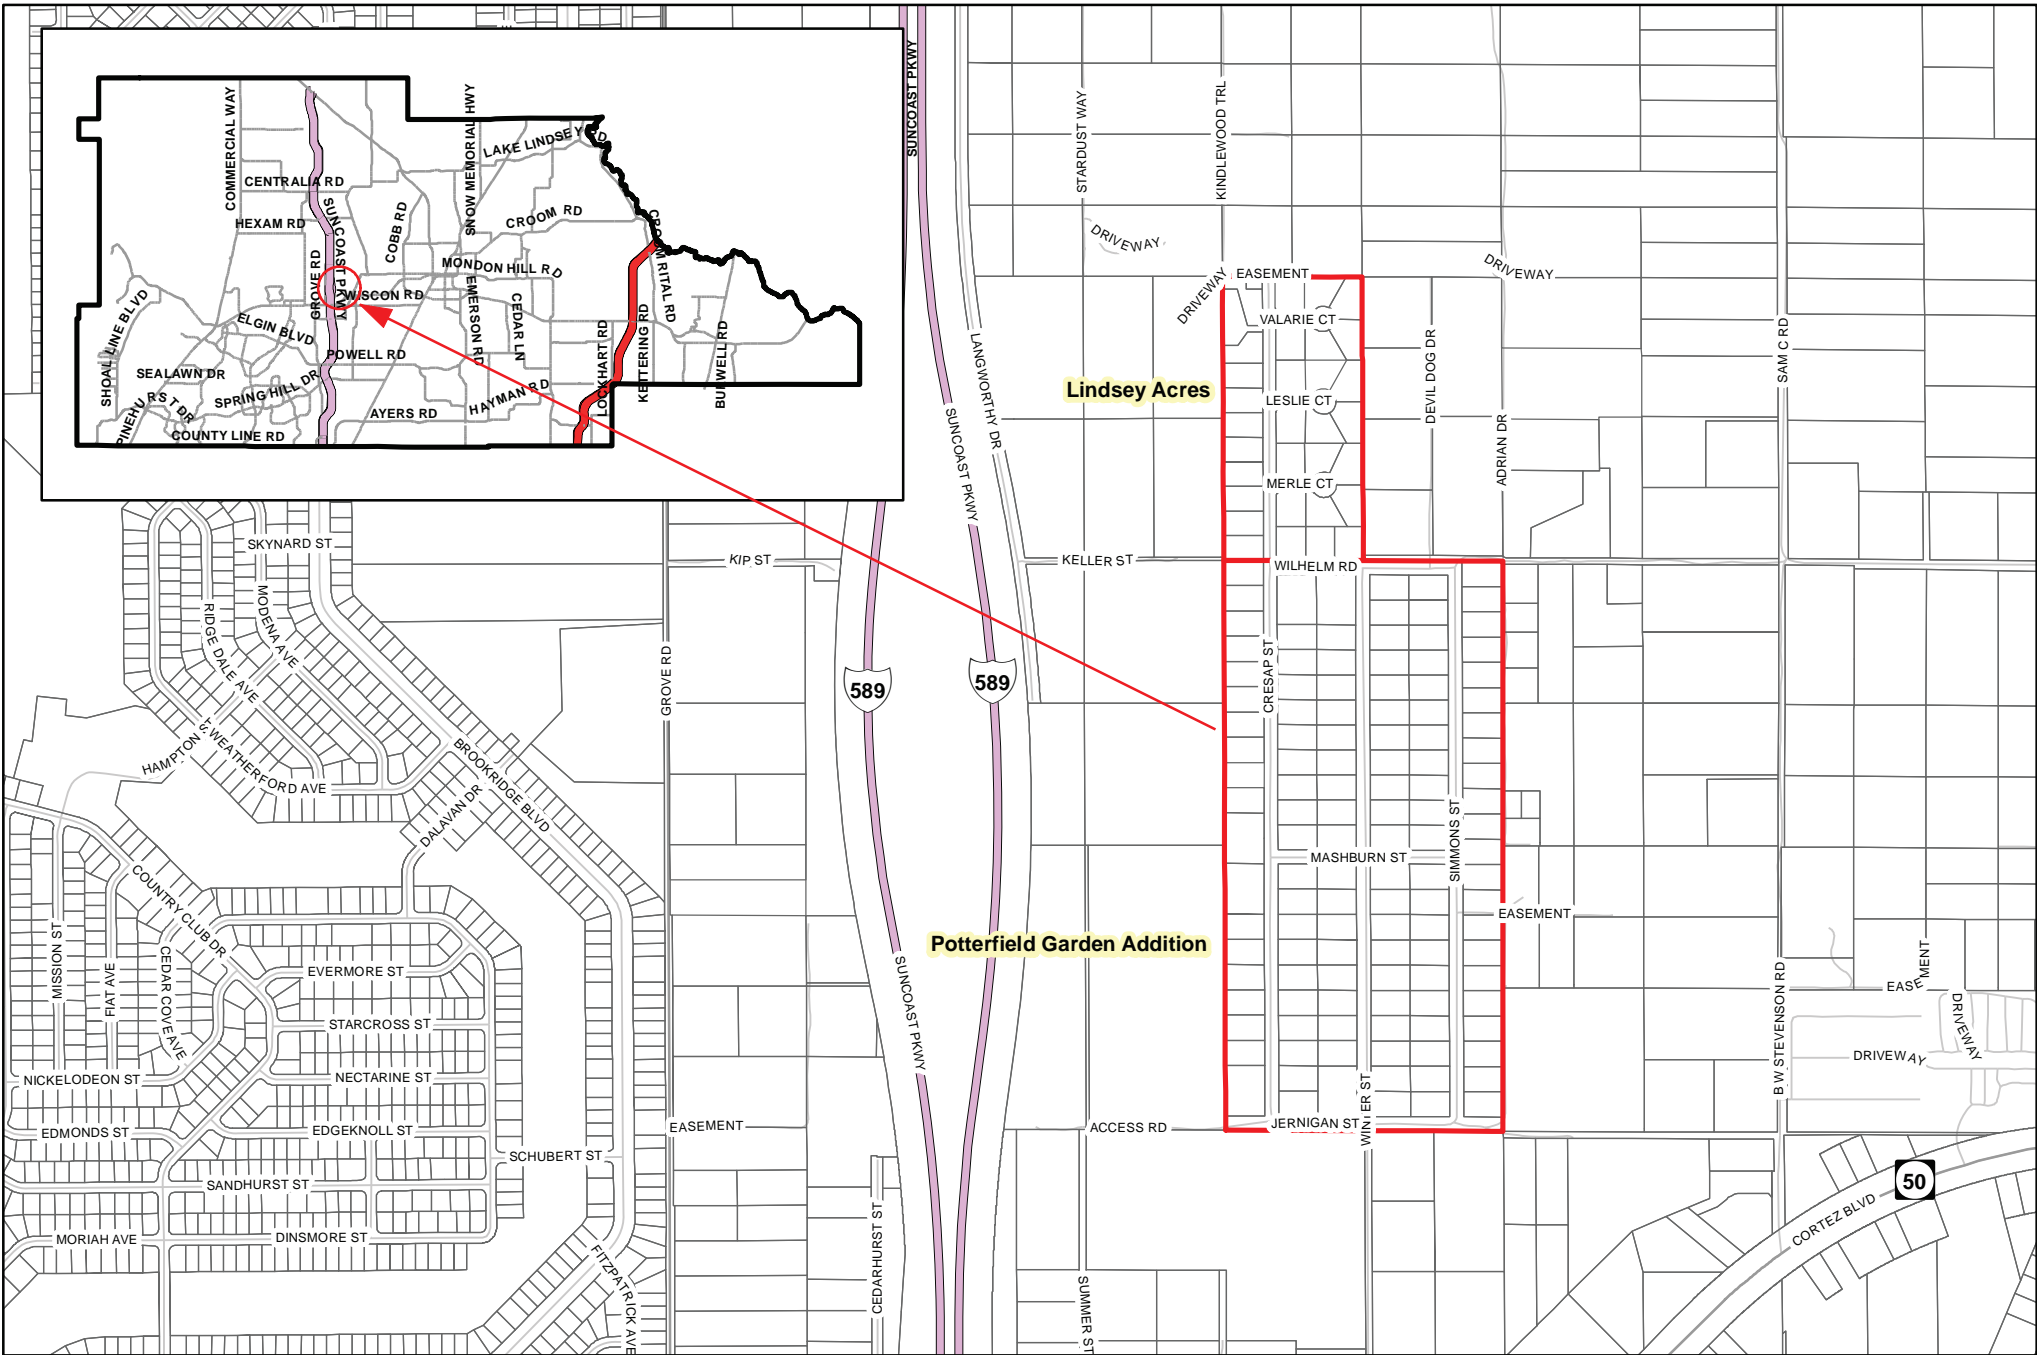 COMMERCIAL WAY
SNOW MEMORIAL HWY
LAKE LINDSEY RD
CENTRALIA RD
HEXAM RD
SUNCOAST PKWY
COBB RD
CROOM RD
CROOM RITAL RD
GROVE RD
MONDON HILL RD
WISCON RD
EMERSON RD
CEDAR LN
SHOAL LINE BLVD
ELGIN BLVD
POWELL RD
LOCKHART RD
KETTERING RD
BURWELL RD
SEALAWN DR
SPRING HILL DR
PINEHURST DR
AYERS RD
HAYMAN RD
COUNTY LINE RD
SUNCOAST PKWY
STARDUST WAY
KINDLEWOOD TRL
DRIVEWAY
DRIVEWAY
EASEMENT
DRIVEWAY
VALARIE CT
LANGWORTHY DR
DEVIL DOG DR
SAM C RD
Lindsey Acres
LESLIE CT
ADRIAN DR
SUNCOAST PKWY
MERLE CT
SKYNARD ST
KIP ST
KELLER ST
WILHELM RD
MODENA AVE
RIDGE DALE AVE
GROVE RD
CRESAP ST
589
589
HAMPTON ST
WEATHERFORD AVE
BROOKRIDGE BLVD
DALAVAN DR
SIMMONS ST
MASHBURN ST
COUNTRY CLUB DR
EASEMENT
MISSION ST
FIAT AVE
CEDAR COVE AVE
Potterfield Garden Addition
EVERMORE ST
SUNCOAST PKWY
B W STEVENSON RD
EASEMENT
STARCROSS ST
DRIVEWAY
DRIVEWAY
NICKELODEON ST
NECTARINE ST
WINTER ST
EDMONDS ST
EDGEKNOLL ST
EASEMENT
ACCESS RD
JERNIGAN ST
SCHUBERT ST
SANDHURST ST
50
CORTEZ BLVD
MORIAH AVE
DINSMORE ST
CEDARHURST ST
FITZPATRICK AVE
SUMMER ST